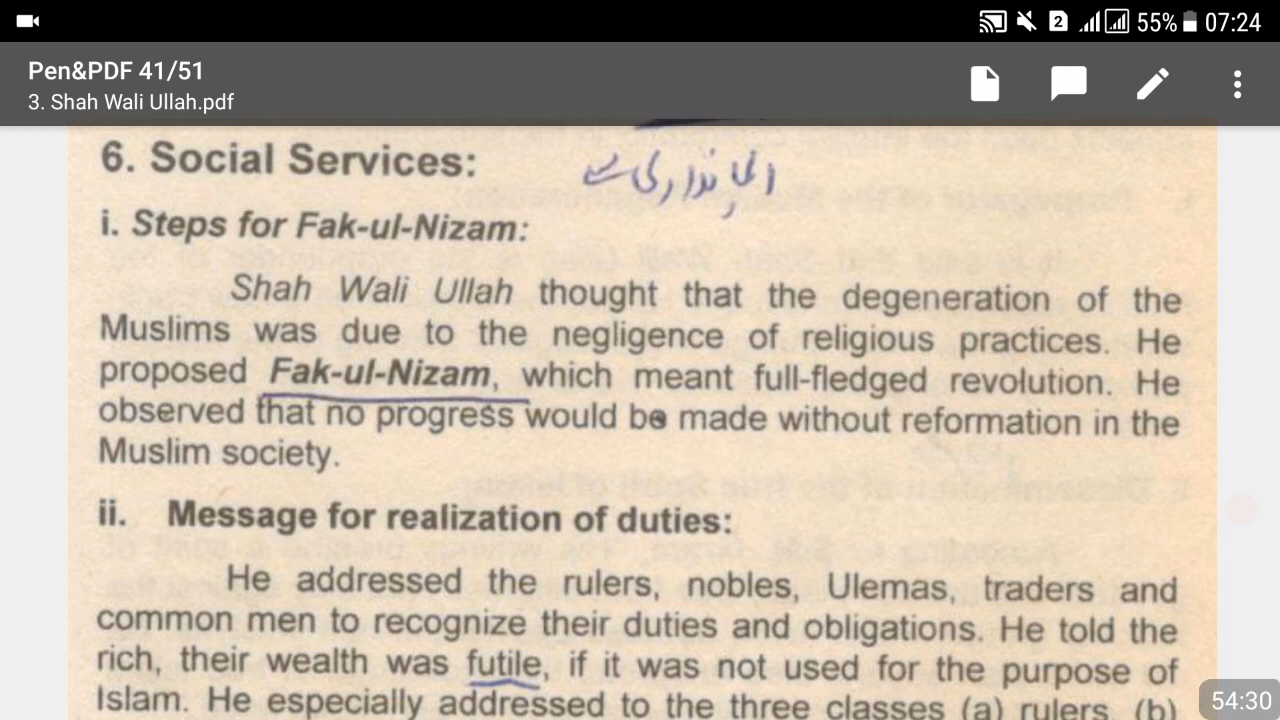 2 55% 07:24
Pen&PDF 41/51
3. Shah Wali Ullah.pdf
6. Social Services:
i. Steps for Fak-ul-Nizam:
Shah Wali Ullah thought that the degeneration of the
Muslims was due to the negligence of religious practices. He
proposed Fak-ul-Nizam, which meant full-fledged revolution. He
observed that no progress would be made without reformation in the
Muslim society.
ii. Message for realization of duties:
He addressed the rulers, nobles, Ulemas, traders and
common men to recognize their duties and obligations. He told the
rich, their wealth was futile, if it was not used for the purpose of
Islam. He especially addressed to the three classes (a) rulers, (b)
54:30